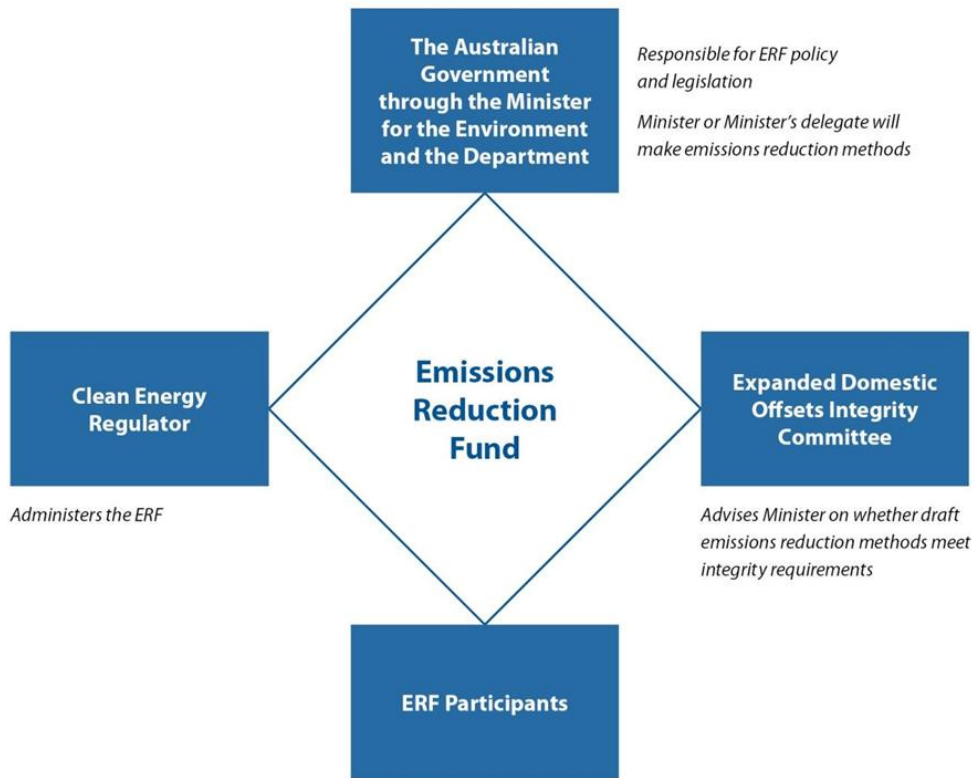 The Australian
Government
through the Minister
for the Environment
and the Department
Responsible for ERF policy
and legislation
Minister or Minister's delegate will
make emissions reduction methods
Clean Energy
Regulator
Administers the ERF
Emissions
Reduction
Fund
Expanded Domestic
Offsets Integrity
Committee
Advises Minister on whether draft
emissions reduction methods meet
integrity requirements
ERF Participants